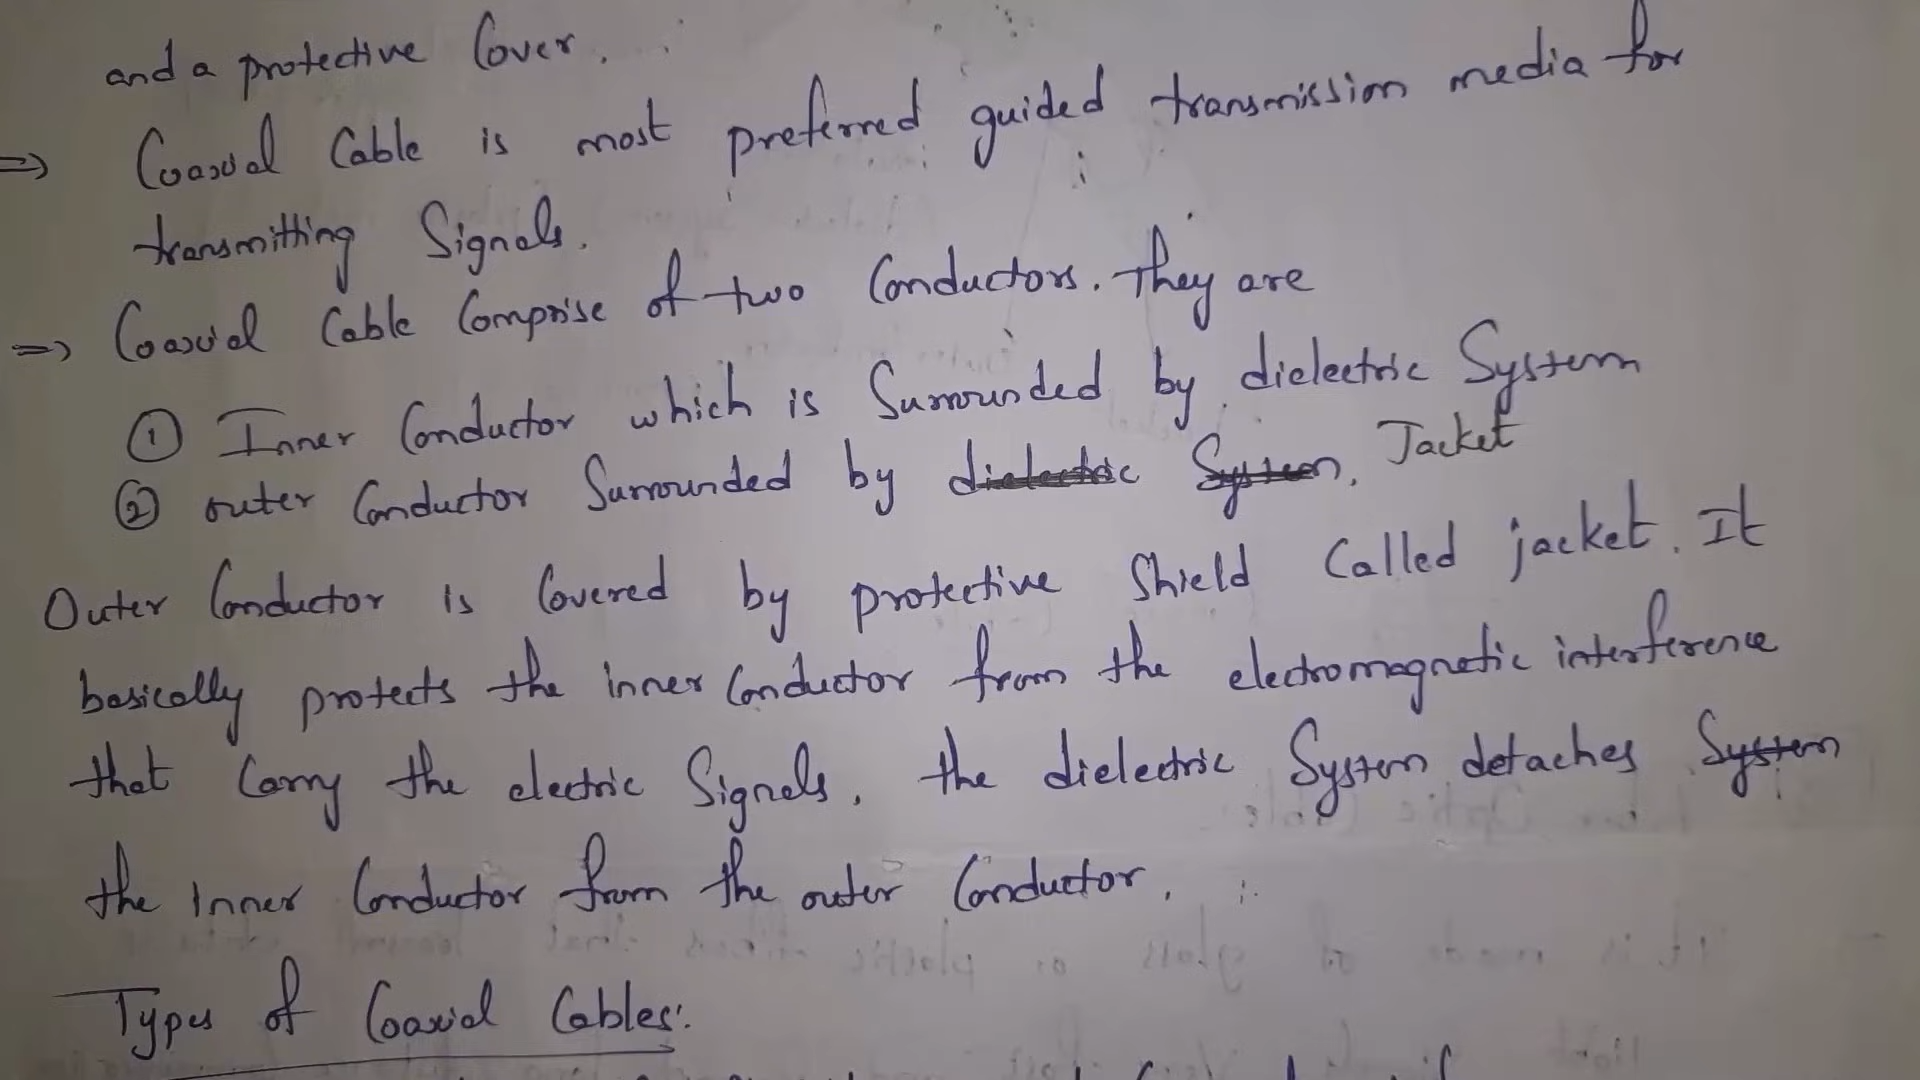 and a protective Cover.
=> Coaxial Cable is most preferred guided transmission media for
transmitting Signals.
=> Coaxial Cable Comprise of two Conductors. They are
① Inner Conductor which is Surrounded by dielectric System
② outer Conductor Surrounded by dielectric System. Jacket
Outer Conductor is Covered by protective Shield Called jacket. It
basically protects the inner Conductor from the electromagnetic interference
that Carry the electric Signals. the dielectric System detaches System
the inner Conductor from the outer Conductor.
Types of Coaxial Cables: